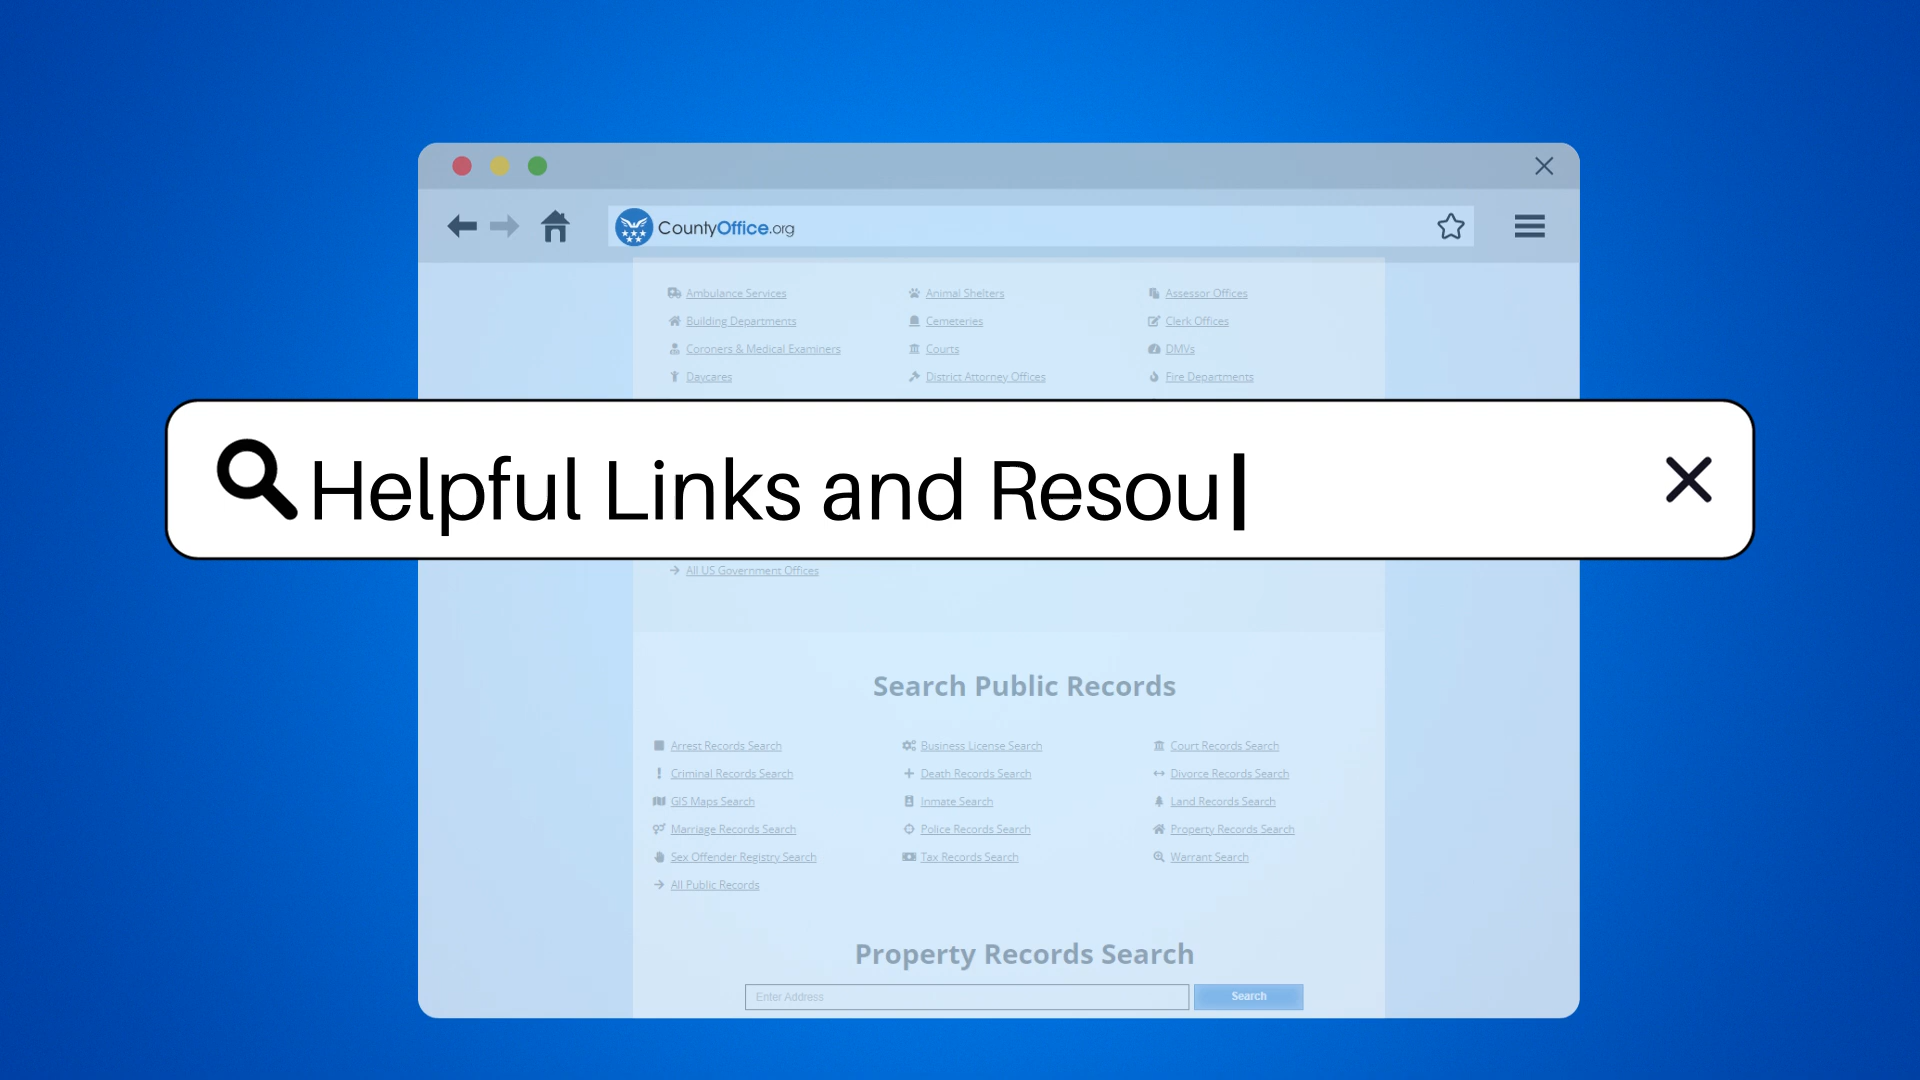 CountyOffice.org
Ambulance Services Animal Shelters Assessor Offices
Building Departments Cemeteries Clerk Offices
Coroners & Medical Examiners Courts DMVs
Daycares District Attorney Offices Fire Departments
Helpful Links and Resou
All US Government Offices
Search Public Records
Arrest Records Search Business License Search Court Records Search
Criminal Records Search Death Records Search Divorce Records Search
GIS Maps Search Inmate Search Land Records Search
Marriage Records Search Police Records Search Property Records Search
Sex Offender Registry Search Tax Records Search Warrant Search
All Public Records
Property Records Search
Enter Address Search